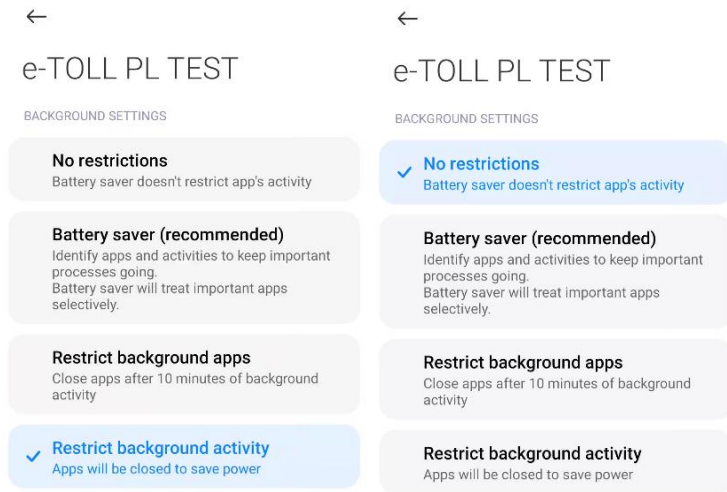 e-TOLL PL TEST
BACKGROUND SETTINGS
No restrictions
Battery saver doesn't restrict app's activity
Battery saver (recommended)
Identify apps and activities to keep important
processes going.
Battery saver will treat important apps
selectively.
Restrict background apps
Close apps after 10 minutes of background
activity
Restrict background activity
Apps will be closed to save power
e-TOLL PL TEST
BACKGROUND SETTINGS
No restrictions
Battery saver doesn't restrict app's activity
Battery saver (recommended)
Identify apps and activities to keep important
processes going.
Battery saver will treat important apps
selectively.
Restrict background apps
Close apps after 10 minutes of background
activity
Restrict background activity
Apps will be closed to save power